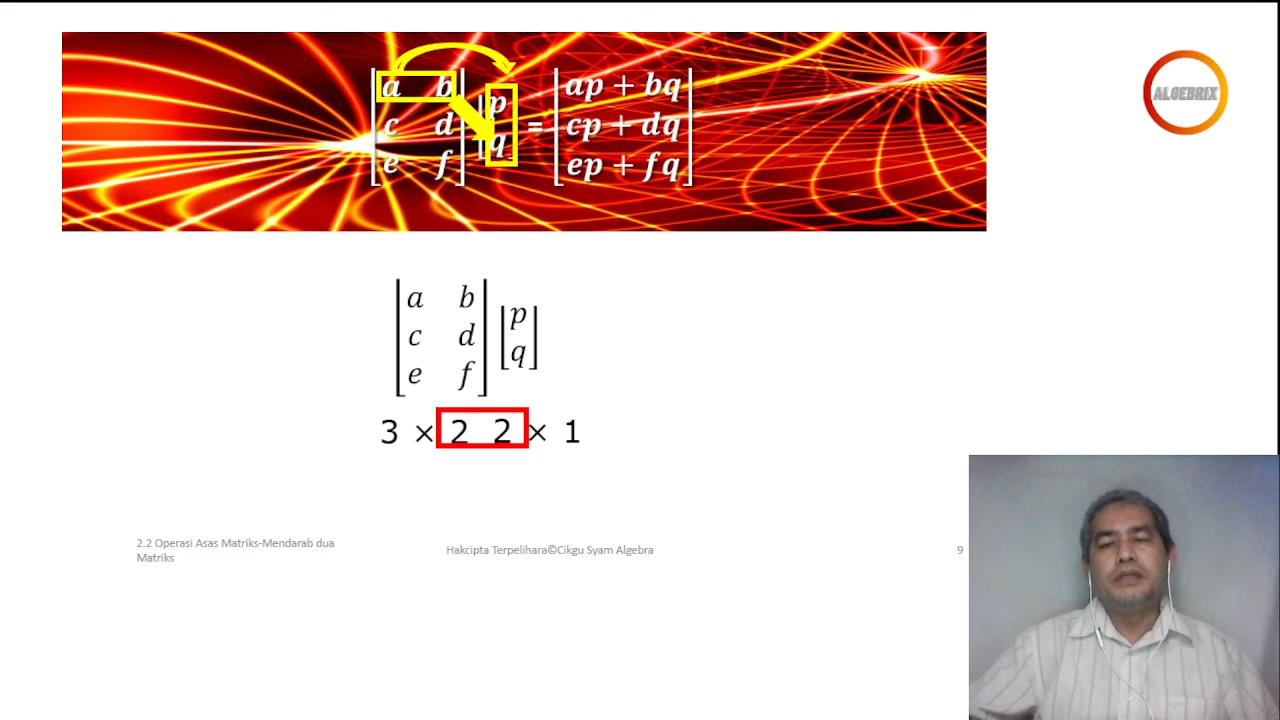 ALGEBRIX
a b
c d
e f
p
q
=
ap + bq
cp + dq
ep + fq
a b
c d
e f
p
q
3 × 2 2 × 1
2.2 Operasi Asas Matriks-Mendarab dua
Matriks
Hakcipta Terpelihara©Cikgu Syam Algebra
9